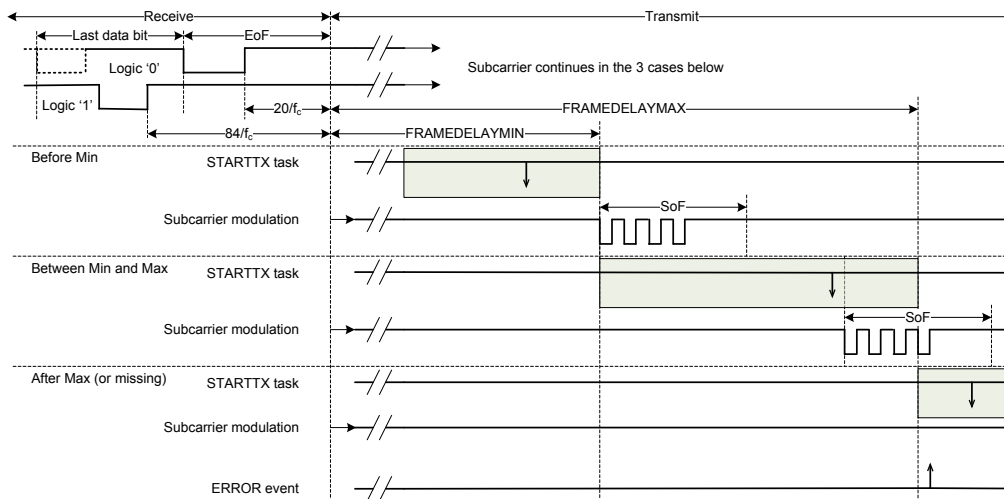 Receive
Transmit
Last data bit
EoF
Logic ‘0’
Subcarrier continues in the 3 cases below
Logic ‘1’
20/fc
FRAMEDELAYMAX
84/fc
FRAMEDELAYMIN
Before Min
STARTTX task
Subcarrier modulation
SoF
Between Min and Max
STARTTX task
Subcarrier modulation
SoF
After Max (or missing)
STARTTX task
Subcarrier modulation
ERROR event